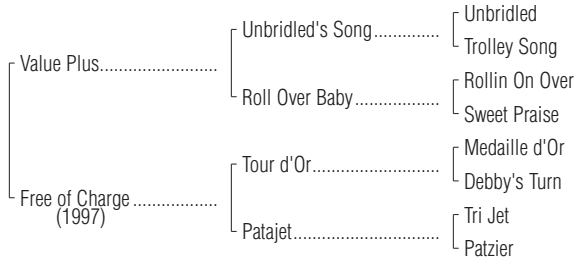 Unbridled
Unbridled's Song..............
Trolley Song
Value Plus.........................
Rollin On Over
Roll Over Baby..................
Sweet Praise
Medaille d'Or
Tour d'Or...........................
Debby's Turn
Free of Charge..................
(1997)
Tri Jet
Patajet...............................
Patzier